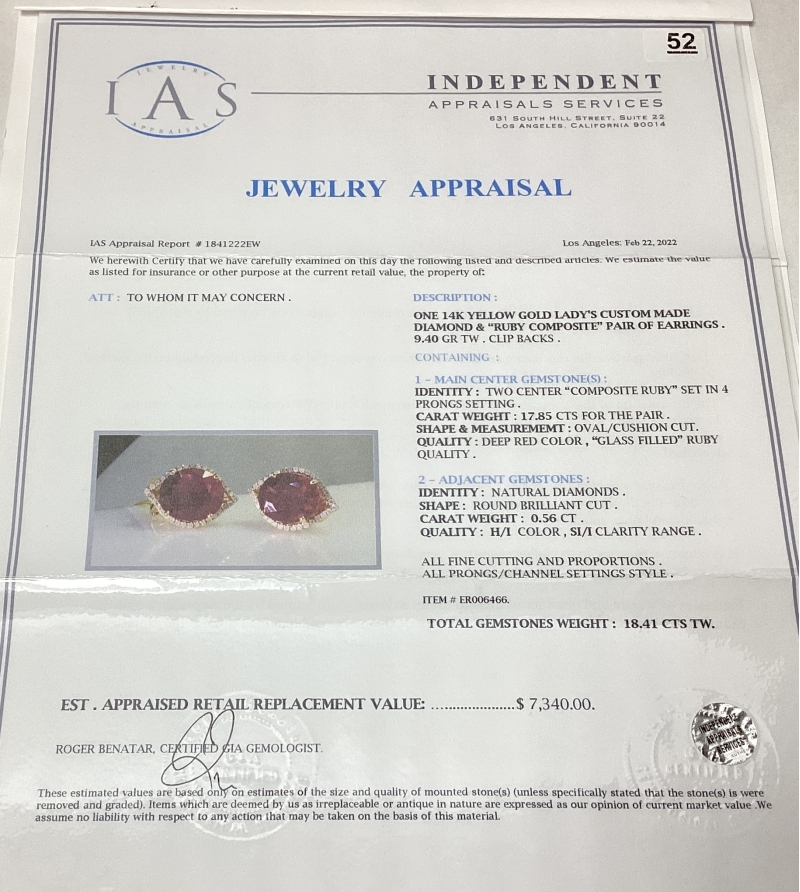 52
JEWELRY
IAS
APPRAISAL
INDEPENDENT
APPRAISALS SERVICES
631 SOUTH HILL STREET, SUITE 22
LOS ANGELES, CALIFORNIA 90014
JEWELRY APPRAISAL
IAS Appraisal Report # 1841222EW
Los Angeles: Feb 22, 2022
We herewith Certify that we have carefully examined on this day the following listed and described articles. We estimate the value
as listed for insurance or other purpose at the current retail value, the property of:
ATT : TO WHOM IT MAY CONCERN .
DESCRIPTION :
ONE 14K YELLOW GOLD LADY'S CUSTOM MADE
DIAMOND & "RUBY COMPOSITE" PAIR OF EARRINGS .
9.40 GR TW . CLIP BACKS .
CONTAINING :
1 - MAIN CENTER GEMSTONE(S) :
IDENTITY : TWO CENTER "COMPOSITE RUBY" SET IN 4
PRONGS SETTING .
CARAT WEIGHT : 17.85 CTS FOR THE PAIR .
SHAPE & MEASUREMEMT : OVAL/CUSHION CUT.
QUALITY : DEEP RED COLOR , "GLASS FILLED" RUBY
QUALITY .
2 - ADJACENT GEMSTONES :
IDENTITY : NATURAL DIAMONDS .
SHAPE : ROUND BRILLIANT CUT .
CARAT WEIGHT : 0.56 CT .
QUALITY : H/I COLOR , SI/I CLARITY RANGE .
ALL FINE CUTTING AND PROPORTIONS .
ALL PRONGS/CHANNEL SETTINGS STYLE .
ITEM # ER006466.
TOTAL GEMSTONES WEIGHT : 18.41 CTS TW.
EST . APPRAISED RETAIL REPLACEMENT VALUE: .....................$ 7,340.00.
INDEPENDENT
APPRAISALS
SERVICES
ROGER BENATAR, CERTIFIED GIA GEMOLOGIST.
These estimated values are based only on estimates of the size and quality of mounted stone(s) (unless specifically stated that the stone(s) is were
removed and graded). Items which are deemed by us as irreplaceable or antique in nature are expressed as our opinion of current market value .We
assume no liability with respect to any action that may be taken on the basis of this material.